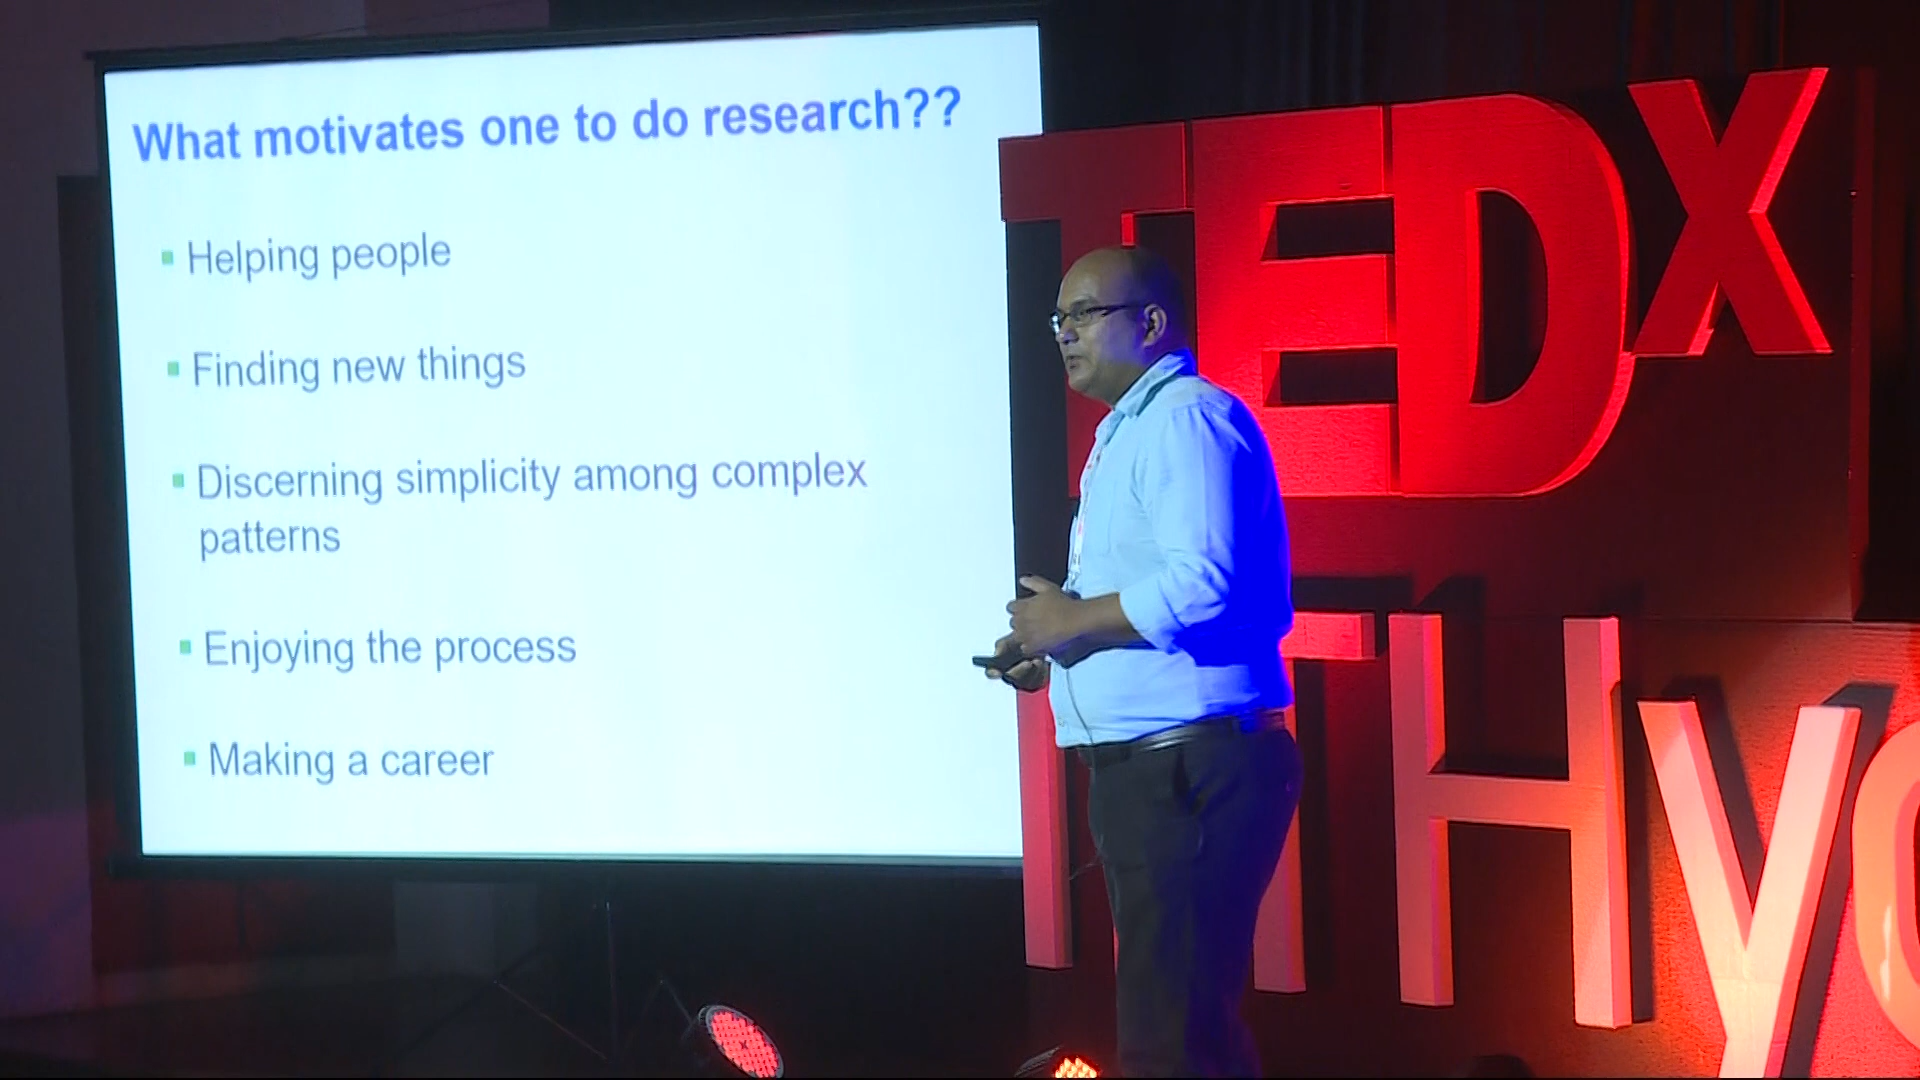 What motivates one to do research??
▪ Helping people
▪ Finding new things
▪ Discerning simplicity among complex
patterns
▪ Enjoying the process
▪ Making a career
TEDx
IITHy